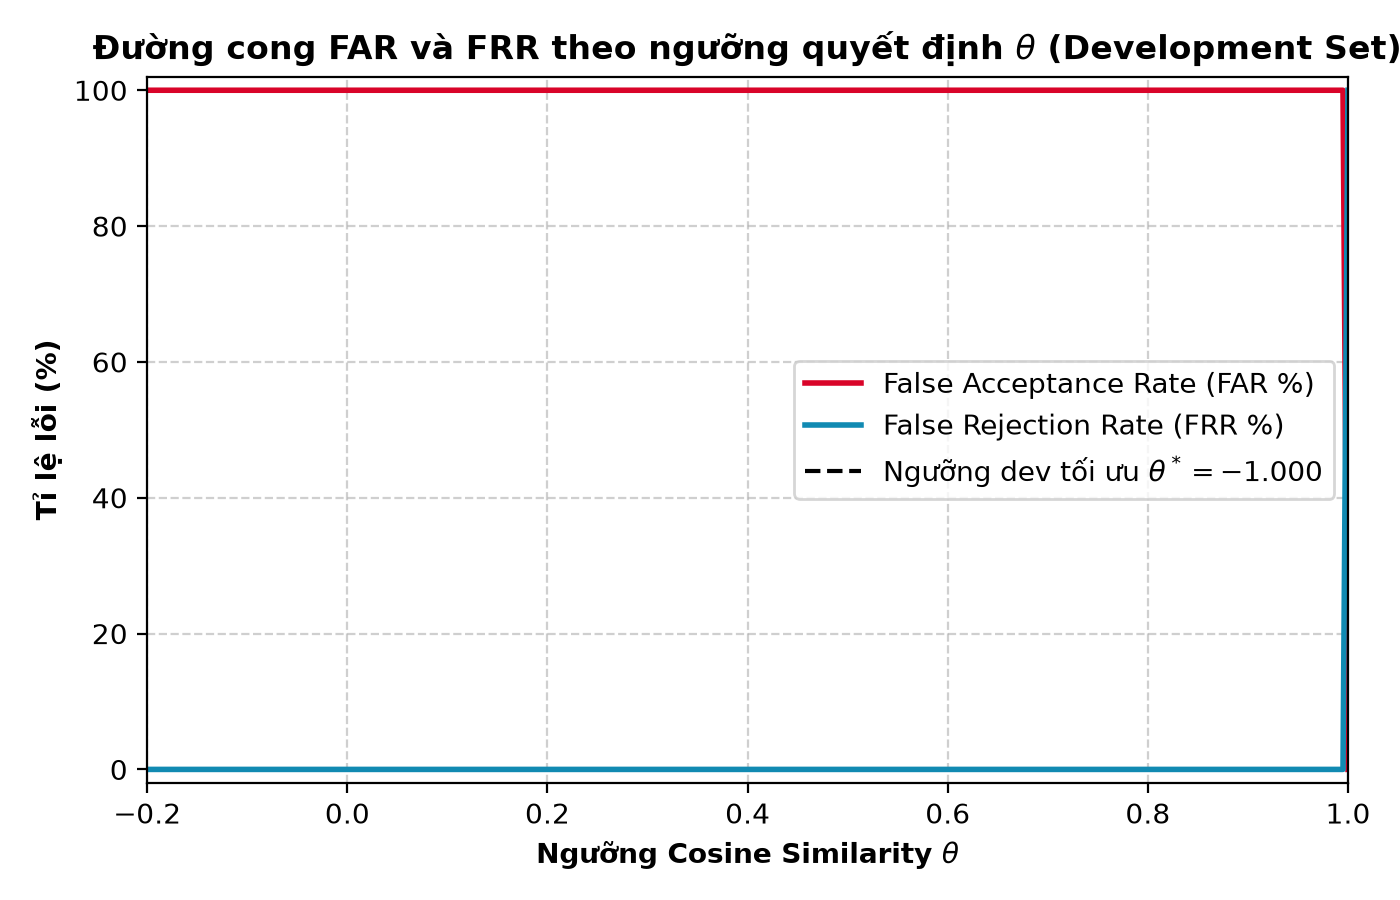 Đường cong FAR và FRR theo ngưỡng quyết định θ (Development Set)
100
80
60
40
20
0
Tỉ lệ lỗi (%)
False Acceptance Rate (FAR %)
False Rejection Rate (FRR %)
Ngưỡng dev tối ưu θ* = −1.000
−0.2 0.0 0.2 0.4 0.6 0.8 1.0
Ngưỡng Cosine Similarity θ